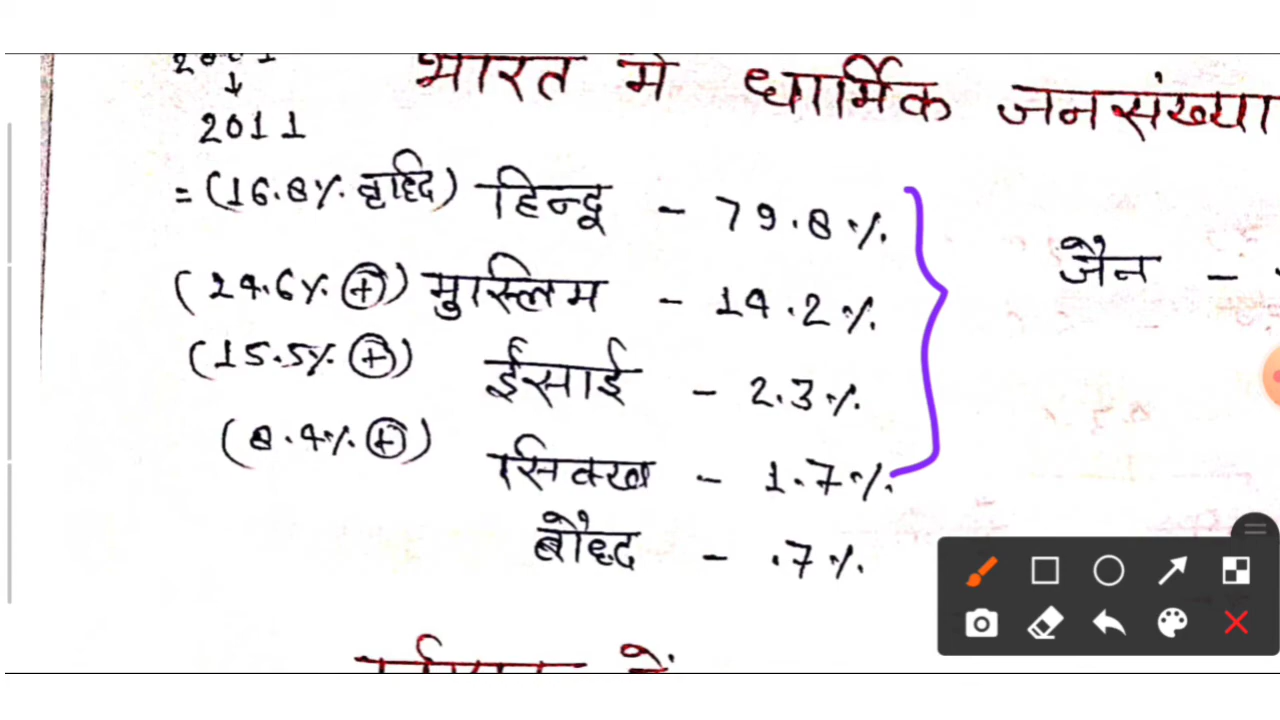 भारत मे धार्मिक जनसंख्या
↓
2011
= (16.8% वृद्धि) हिन्दू - 79.8%
(24.6% ⊕) मुस्लिम - 14.2%
जैन -
(15.5% ⊕) ईसाई - 2.3%
(8.4% ⊕) सिक्ख - 1.7%
बौद्ध - .7%